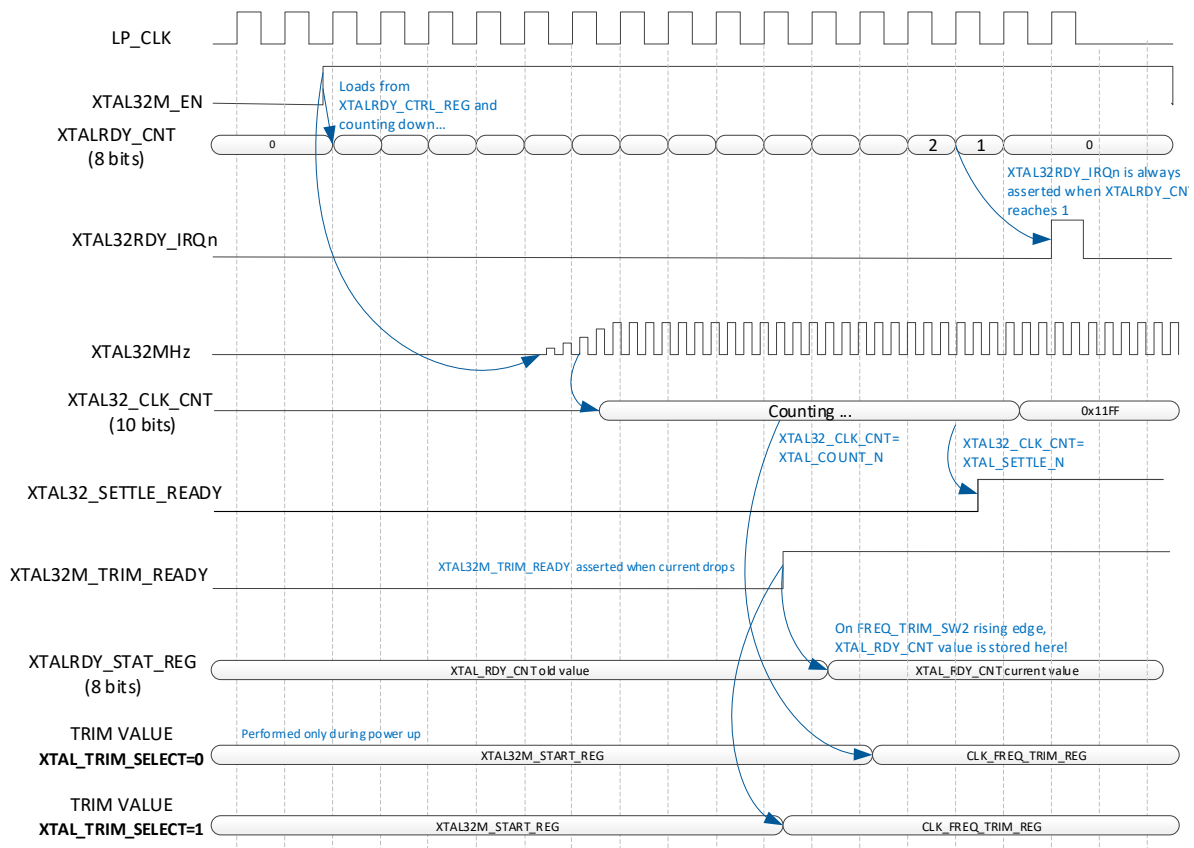 LP_CLK
XTAL32M_EN
Loads from
XTALRDY_CTRL_REG and
counting down...
XTALRDY_CNT
(8 bits)
0
2
1
0
XTAL32RDY_IRQn is always
asserted when XTALRDY_CNT
reaches 1
XTAL32RDY_IRQn
XTAL32MHz
XTAL32_CLK_CNT
(10 bits)
Counting ...
0x11FF
XTAL32_CLK_CNT=
XTAL_COUNT_N
XTAL32_CLK_CNT=
XTAL_SETTLE_N
XTAL32_SETTLE_READY
XTAL32M_TRIM_READY
XTAL32M_TRIM_READY asserted when current drops
On FREQ_TRIM_SW2 rising edge,
XTAL_RDY_CNT value is stored here!
XTALRDY_STAT_REG
(8 bits)
XTAL_RDY_CNT old value
XTAL_RDY_CNT current value
TRIM VALUE
XTAL_TRIM_SELECT=0
Performed only during power up
XTAL32M_START_REG
CLK_FREQ_TRIM_REG
TRIM VALUE
XTAL_TRIM_SELECT=1
XTAL32M_START_REG
CLK_FREQ_TRIM_REG